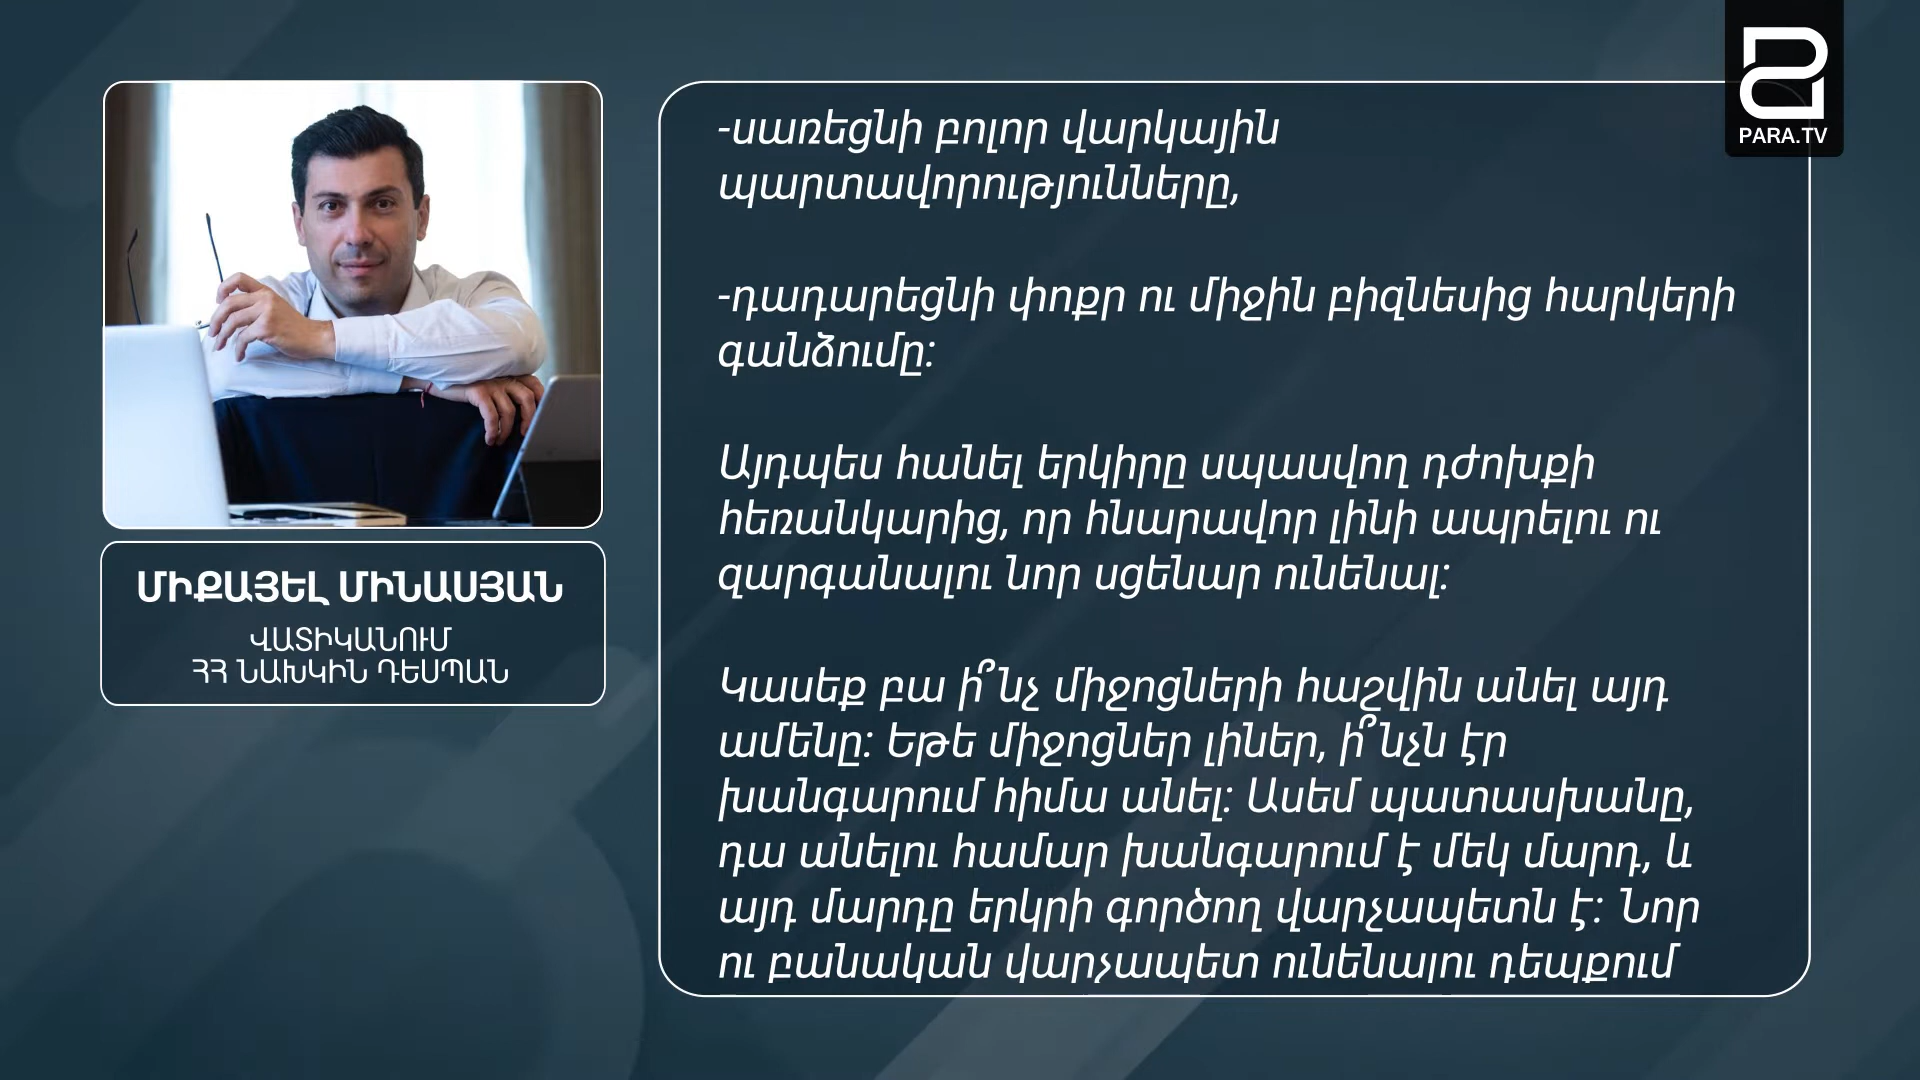 PARA.TV
-սառեցնի բոլոր վարկային
պարտավորությունները,
-դադարեցնի փոքր ու միջին բիզնեսից հարկերի
գանձումը:
Այդպես հանել երկիրը սպասվող դժոխքի
հեռանկարից, որ հնարավոր լինի ապրելու ու
զարգանալու նոր սցենար ունենալ:
Կասեք բա ի՞նչ միջոցների հաշվին անել այդ
ամենը: Եթե միջոցներ լիներ, ի՞նչն էր
խանգարում հիմա անել: Ասեմ պատասխանը,
դա անելու համար խանգարում է մեկ մարդ, և
այդ մարդը երկրի գործող վարչապետն է: Նոր
ու բանական վարչապետ ունենալու դեպքում
ՄԻՔԱՅԵԼ ՄԻՆԱՍՅԱՆ
ՎԱՏԻԿԱՆՈՒՄ
ՀՀ ՆԱԽԿԻՆ ԴԵՍՊԱՆ